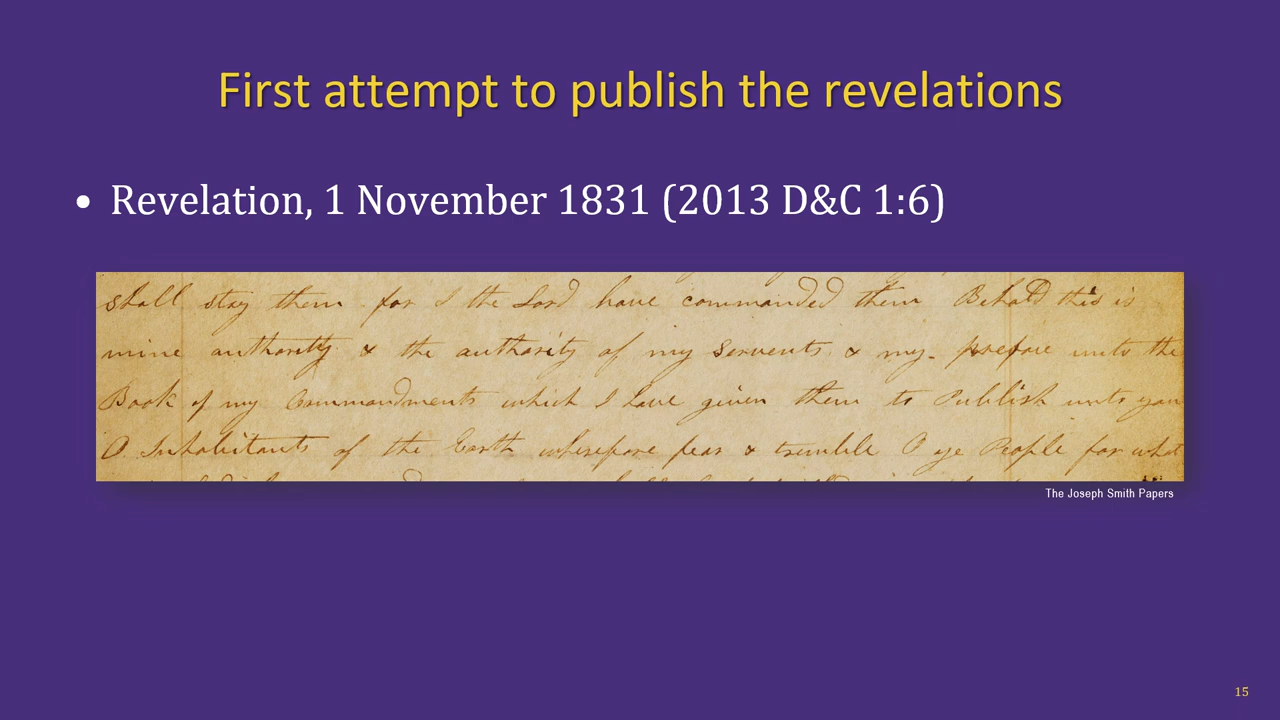 First attempt to publish the revelations
• Revelation, 1 November 1831 (2013 D&C 1:6)
shall stay them for I the Lord have commanded them Behold this is
mine authority & the authority of my Servents & my preface unto the
Book of my Commandments which I have given them to Publish unto you
O Inhabitants of the Earth wherefore fear & tremble O ye People for what
The Joseph Smith Papers
15